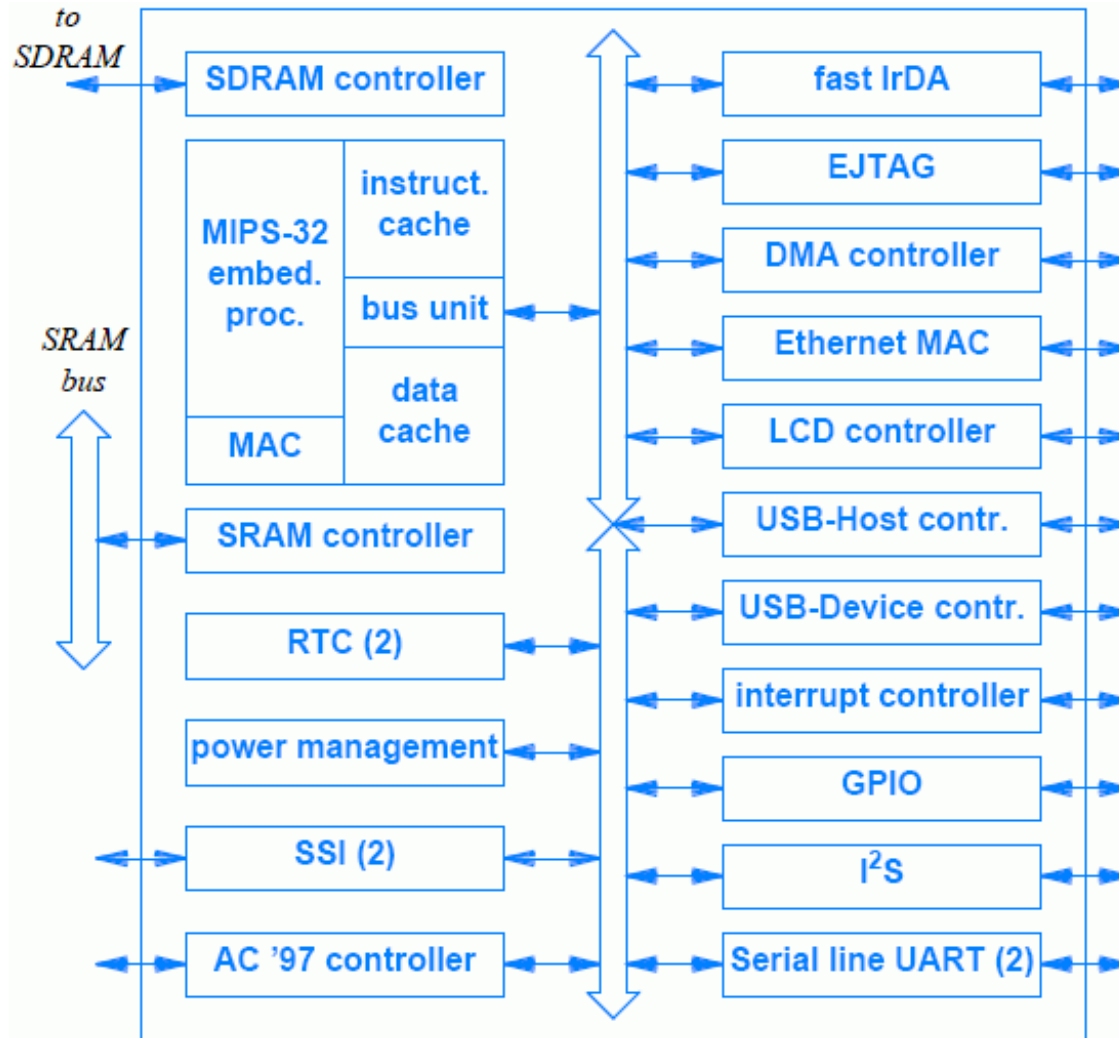 to
SDRAM
SDRAM controller
MIPS-32
embed.
proc.
instruct.
cache
bus unit
data
cache
MAC
SRAM
bus
SRAM controller
RTC (2)
power management
SSI (2)
AC ’97 controller
fast IrDA
EJTAG
DMA controller
Ethernet MAC
LCD controller
USB-Host contr.
USB-Device contr.
interrupt controller
GPIO
I²S
Serial line UART (2)